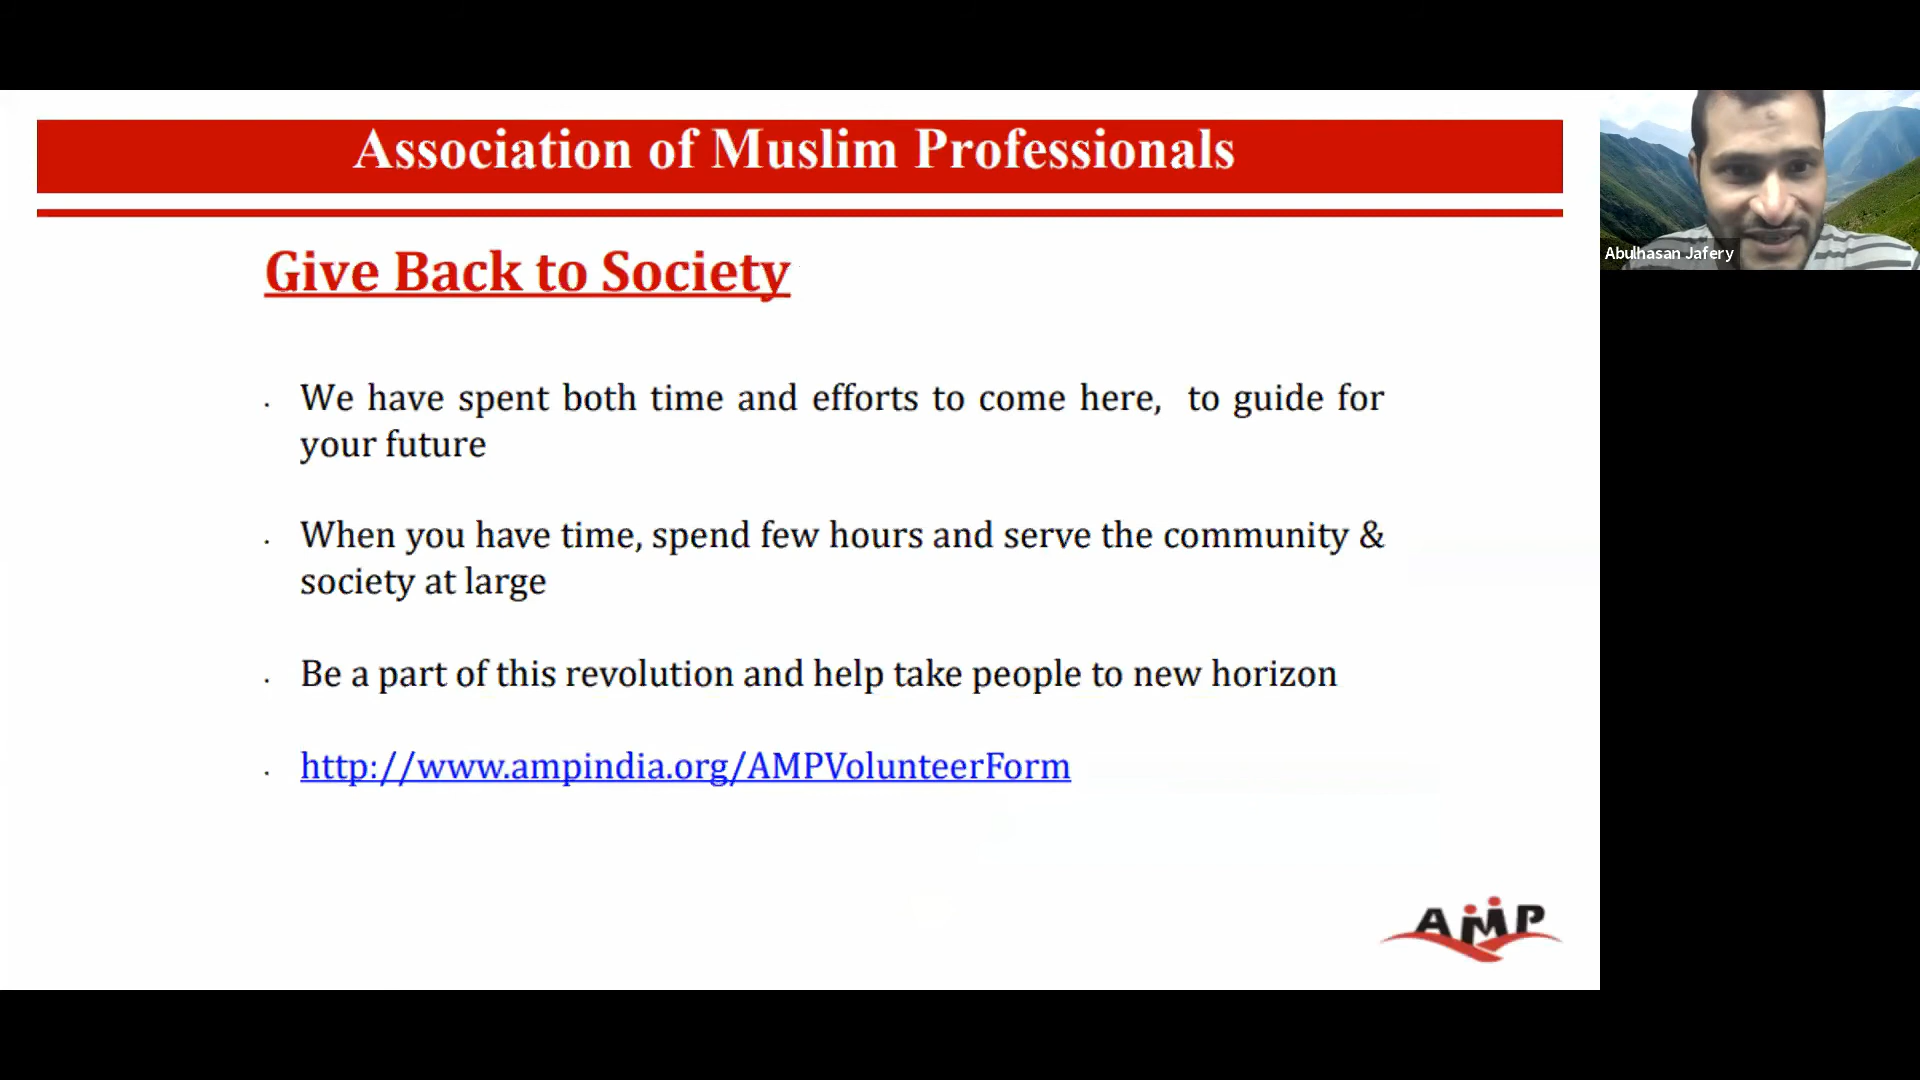 Association of Muslim Professionals
Give Back to Society
· We have spent both time and efforts to come here, to guide for
your future
· When you have time, spend few hours and serve the community &
society at large
· Be a part of this revolution and help take people to new horizon
· http://www.ampindia.org/AMPVolunteerForm
AMP
Abulhasan Jafery